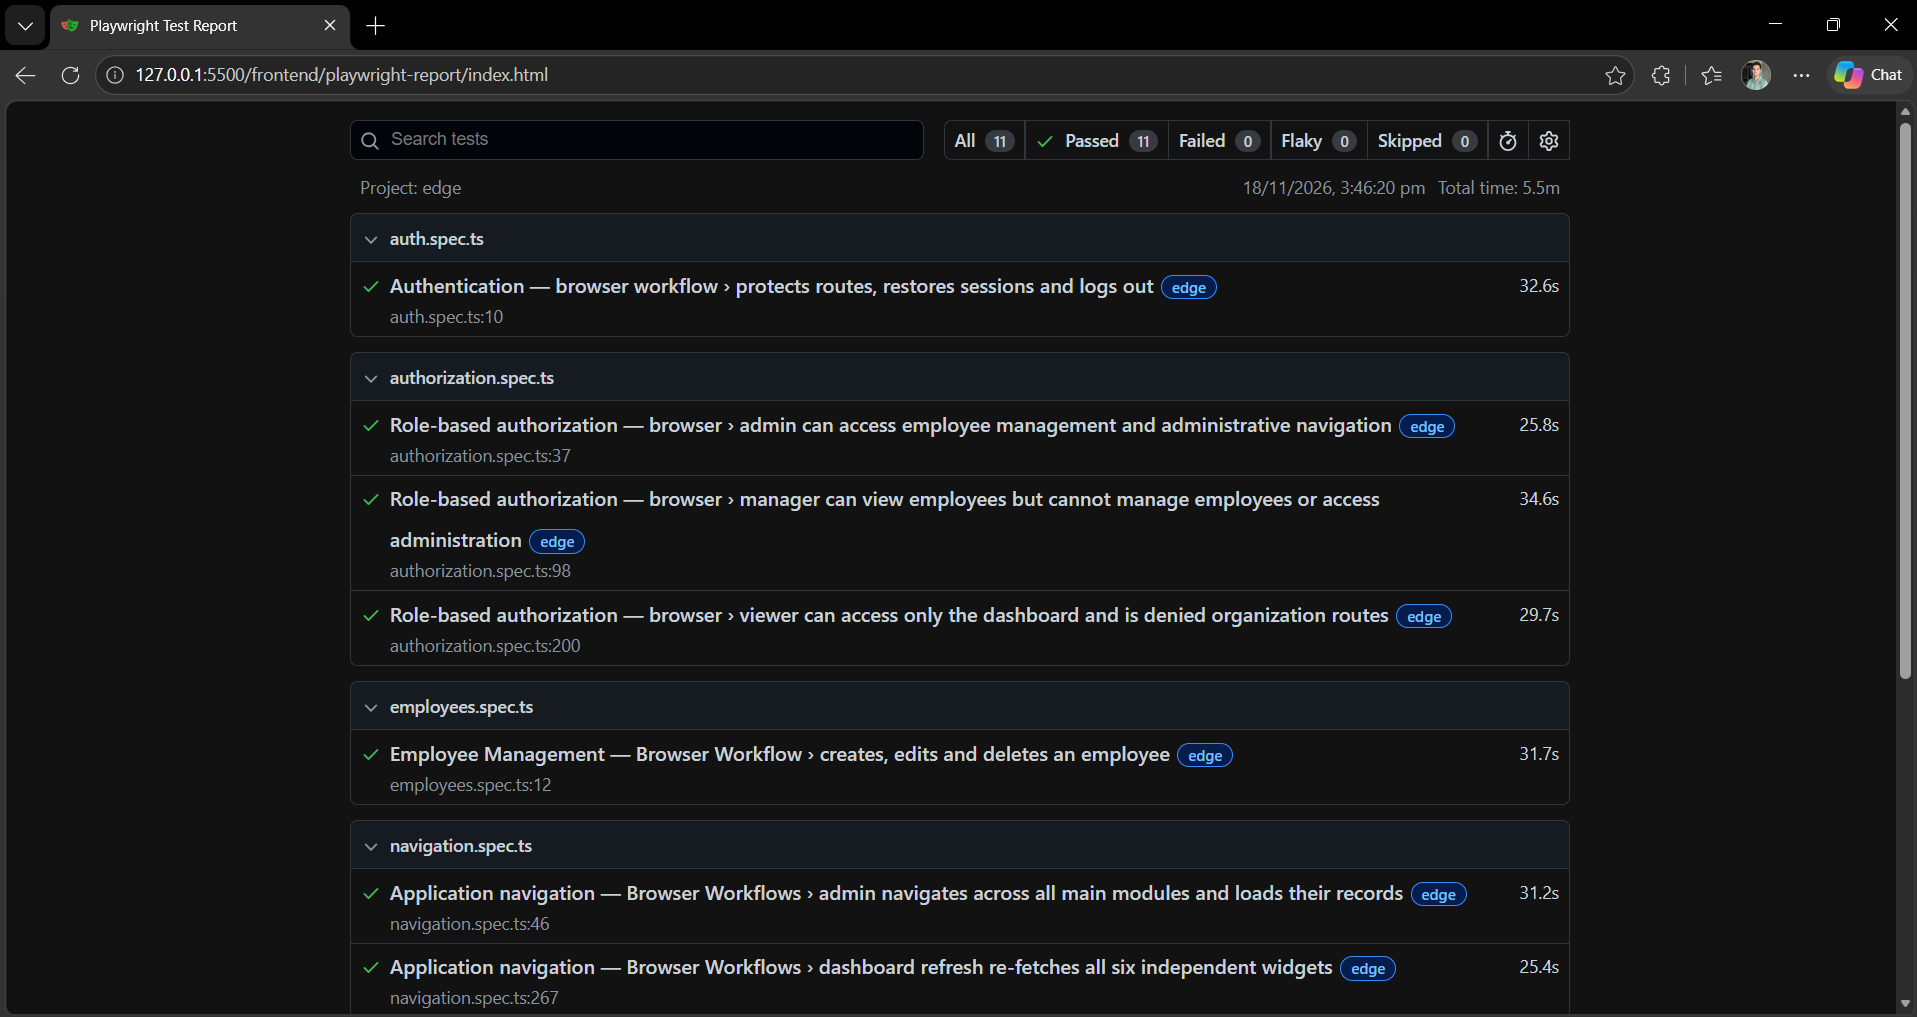 Playwright Test Report
127.0.0.1:5500/frontend/playwright-report/index.html
Chat
Search tests
All 11
Passed 11
Failed 0
Flaky 0
Skipped 0
Project: edge
18/11/2026, 3:46:20 pm Total time: 5.5m
auth.spec.ts
Authentication — browser workflow › protects routes, restores sessions and logs out edge 32.6s
auth.spec.ts:10
authorization.spec.ts
Role-based authorization — browser › admin can access employee management and administrative navigation edge 25.8s
authorization.spec.ts:37
Role-based authorization — browser › manager can view employees but cannot manage employees or access 34.6s
administration edge
authorization.spec.ts:98
Role-based authorization — browser › viewer can access only the dashboard and is denied organization routes edge 29.7s
authorization.spec.ts:200
employees.spec.ts
Employee Management — Browser Workflow › creates, edits and deletes an employee edge 31.7s
employees.spec.ts:12
navigation.spec.ts
Application navigation — Browser Workflows › admin navigates across all main modules and loads their records edge 31.2s
navigation.spec.ts:46
Application navigation — Browser Workflows › dashboard refresh re-fetches all six independent widgets edge 25.4s
navigation.spec.ts:267